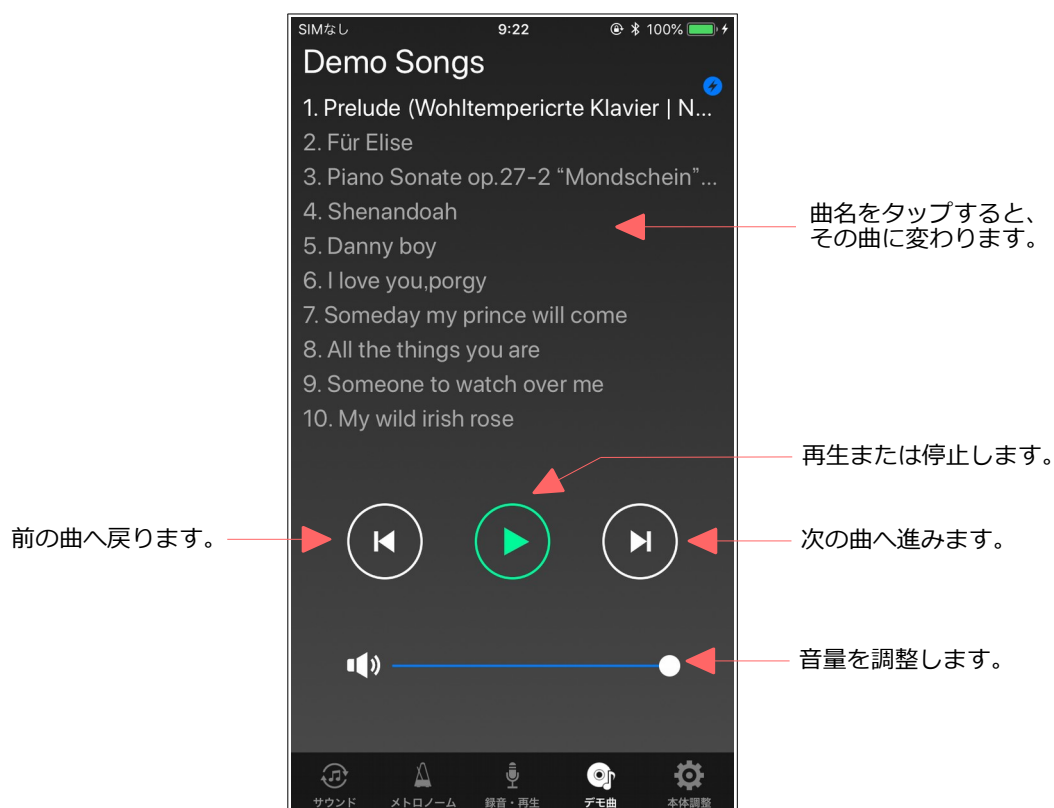 SIMなし 9:22 100%
Demo Songs
1. Prelude (Wohltempericrte Klavier | N...
2. Für Elise
3. Piano Sonate op.27-2 “Mondschein”...
4. Shenandoah
5. Danny boy
6. I love you,porgy
7. Someday my prince will come
8. All the things you are
9. Someone to watch over me
10. My wild irish rose
曲名をタップすると、
その曲に変わります。
再生または停止します。
前の曲へ戻ります。
次の曲へ進みます。
音量を調整します。
サウンド メトロノーム 録音・再生 デモ曲 本体調整